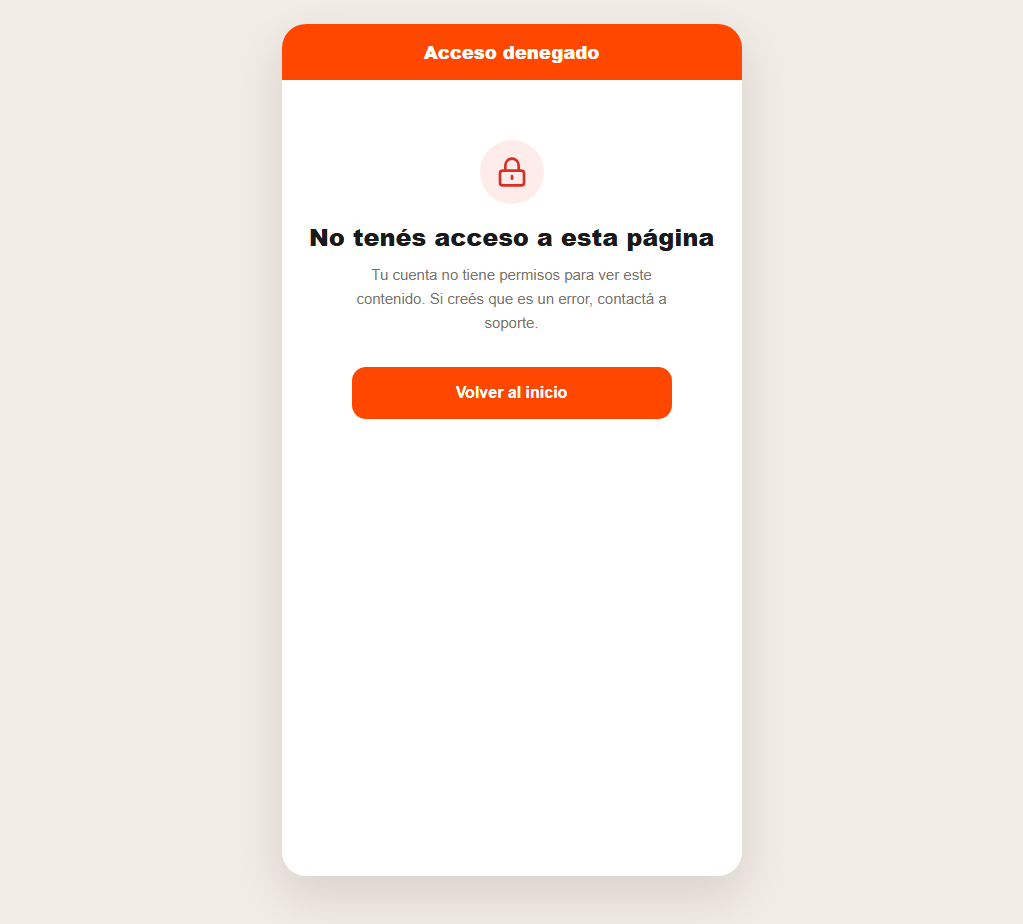 Acceso denegado
No tenés acceso a esta página
Tu cuenta no tiene permisos para ver este
contenido. Si creés que es un error, contactá a
soporte.
Volver al inicio